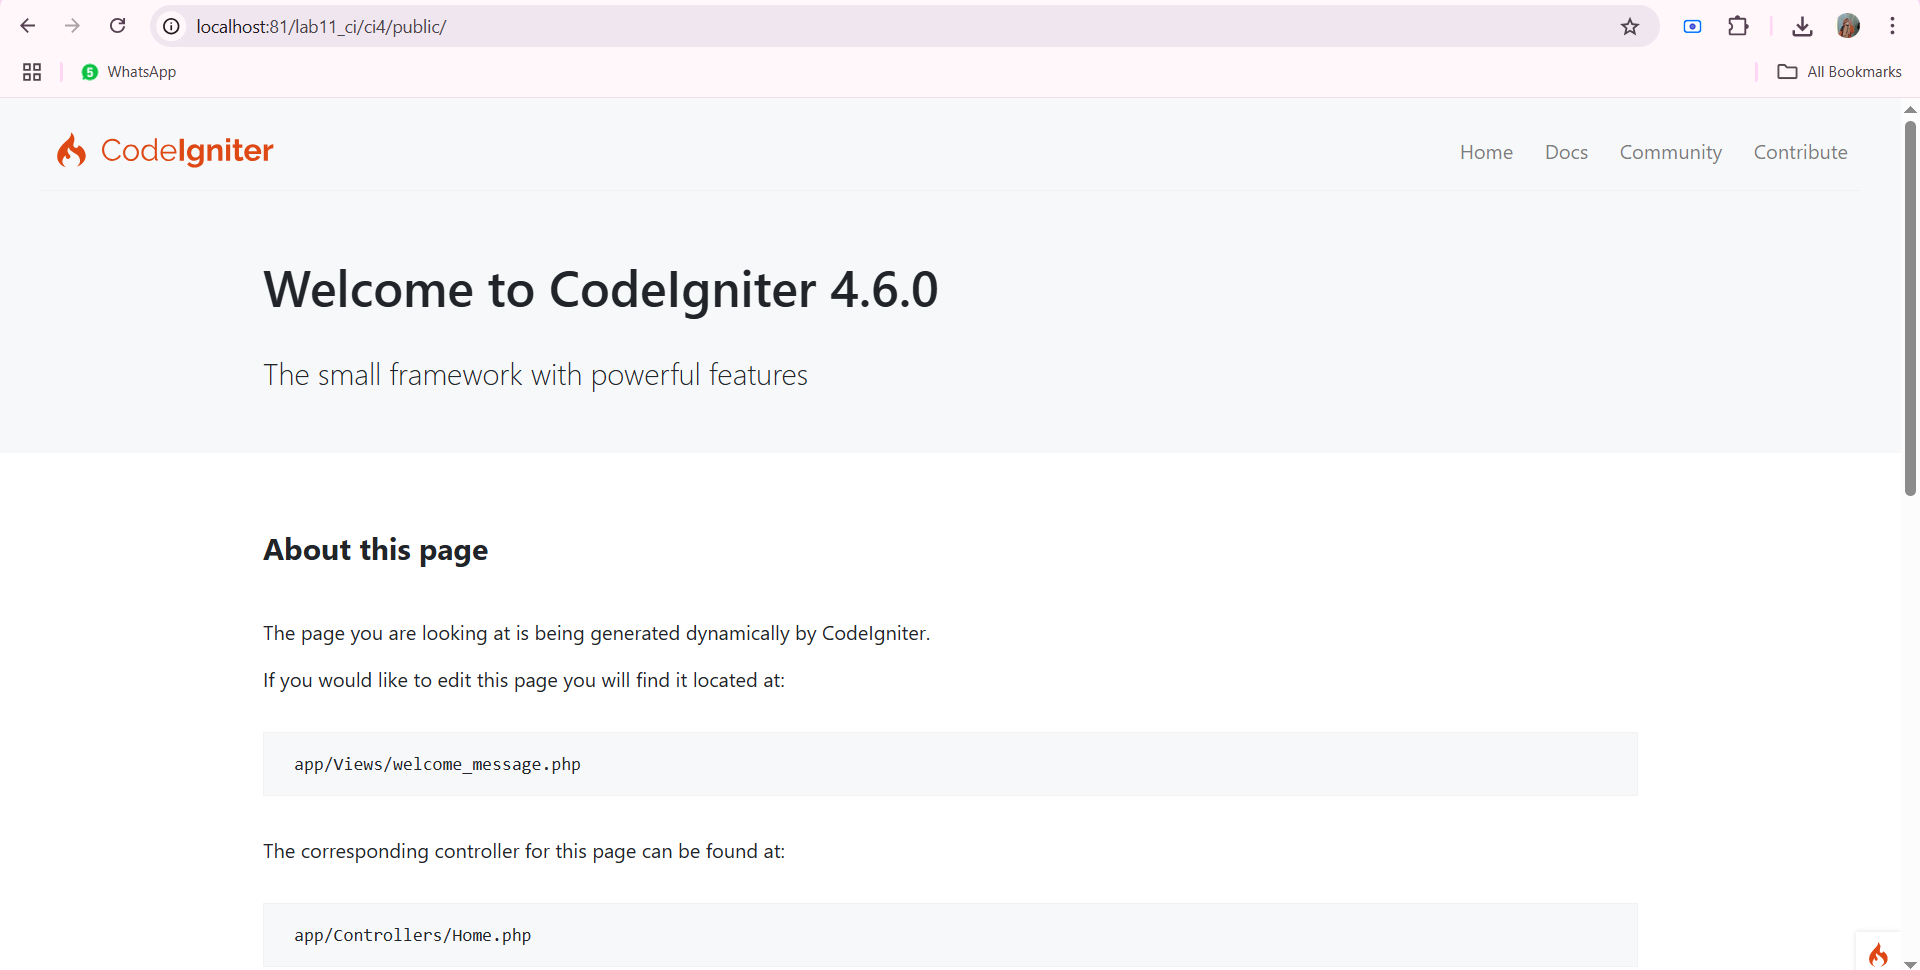 localhost:81/lab11_ci/ci4/public/
5 WhatsApp
All Bookmarks
CodeIgniter
Home Docs Community Contribute
Welcome to CodeIgniter 4.6.0
The small framework with powerful features
About this page
The page you are looking at is being generated dynamically by CodeIgniter.
If you would like to edit this page you will find it located at:
app/Views/welcome_message.php
The corresponding controller for this page can be found at:
app/Controllers/Home.php